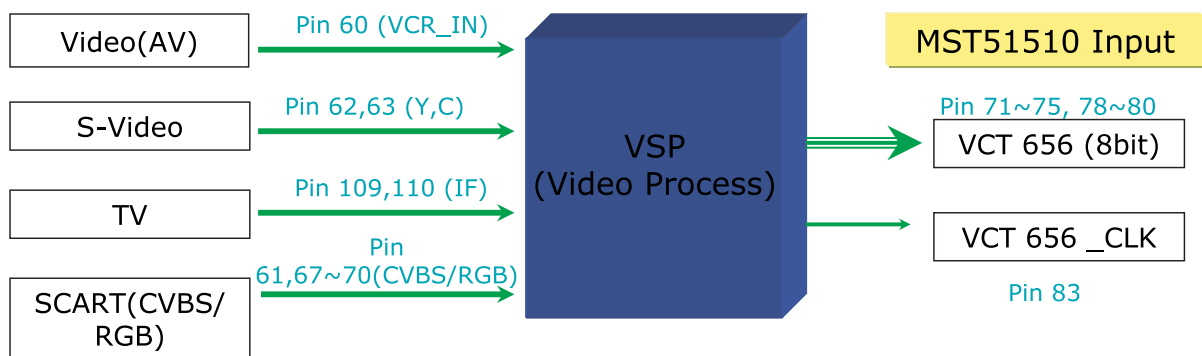 Video(AV)
Pin 60 (VCR_IN)
S-Video
Pin 62,63 (Y,C)
TV
Pin 109,110 (IF)
SCART(CVBS/
RGB)
Pin
61,67~70(CVBS/RGB)
VSP
(Video Process)
MST51510 Input
Pin 71~75, 78~80
VCT 656 (8bit)
VCT 656 _CLK
Pin 83